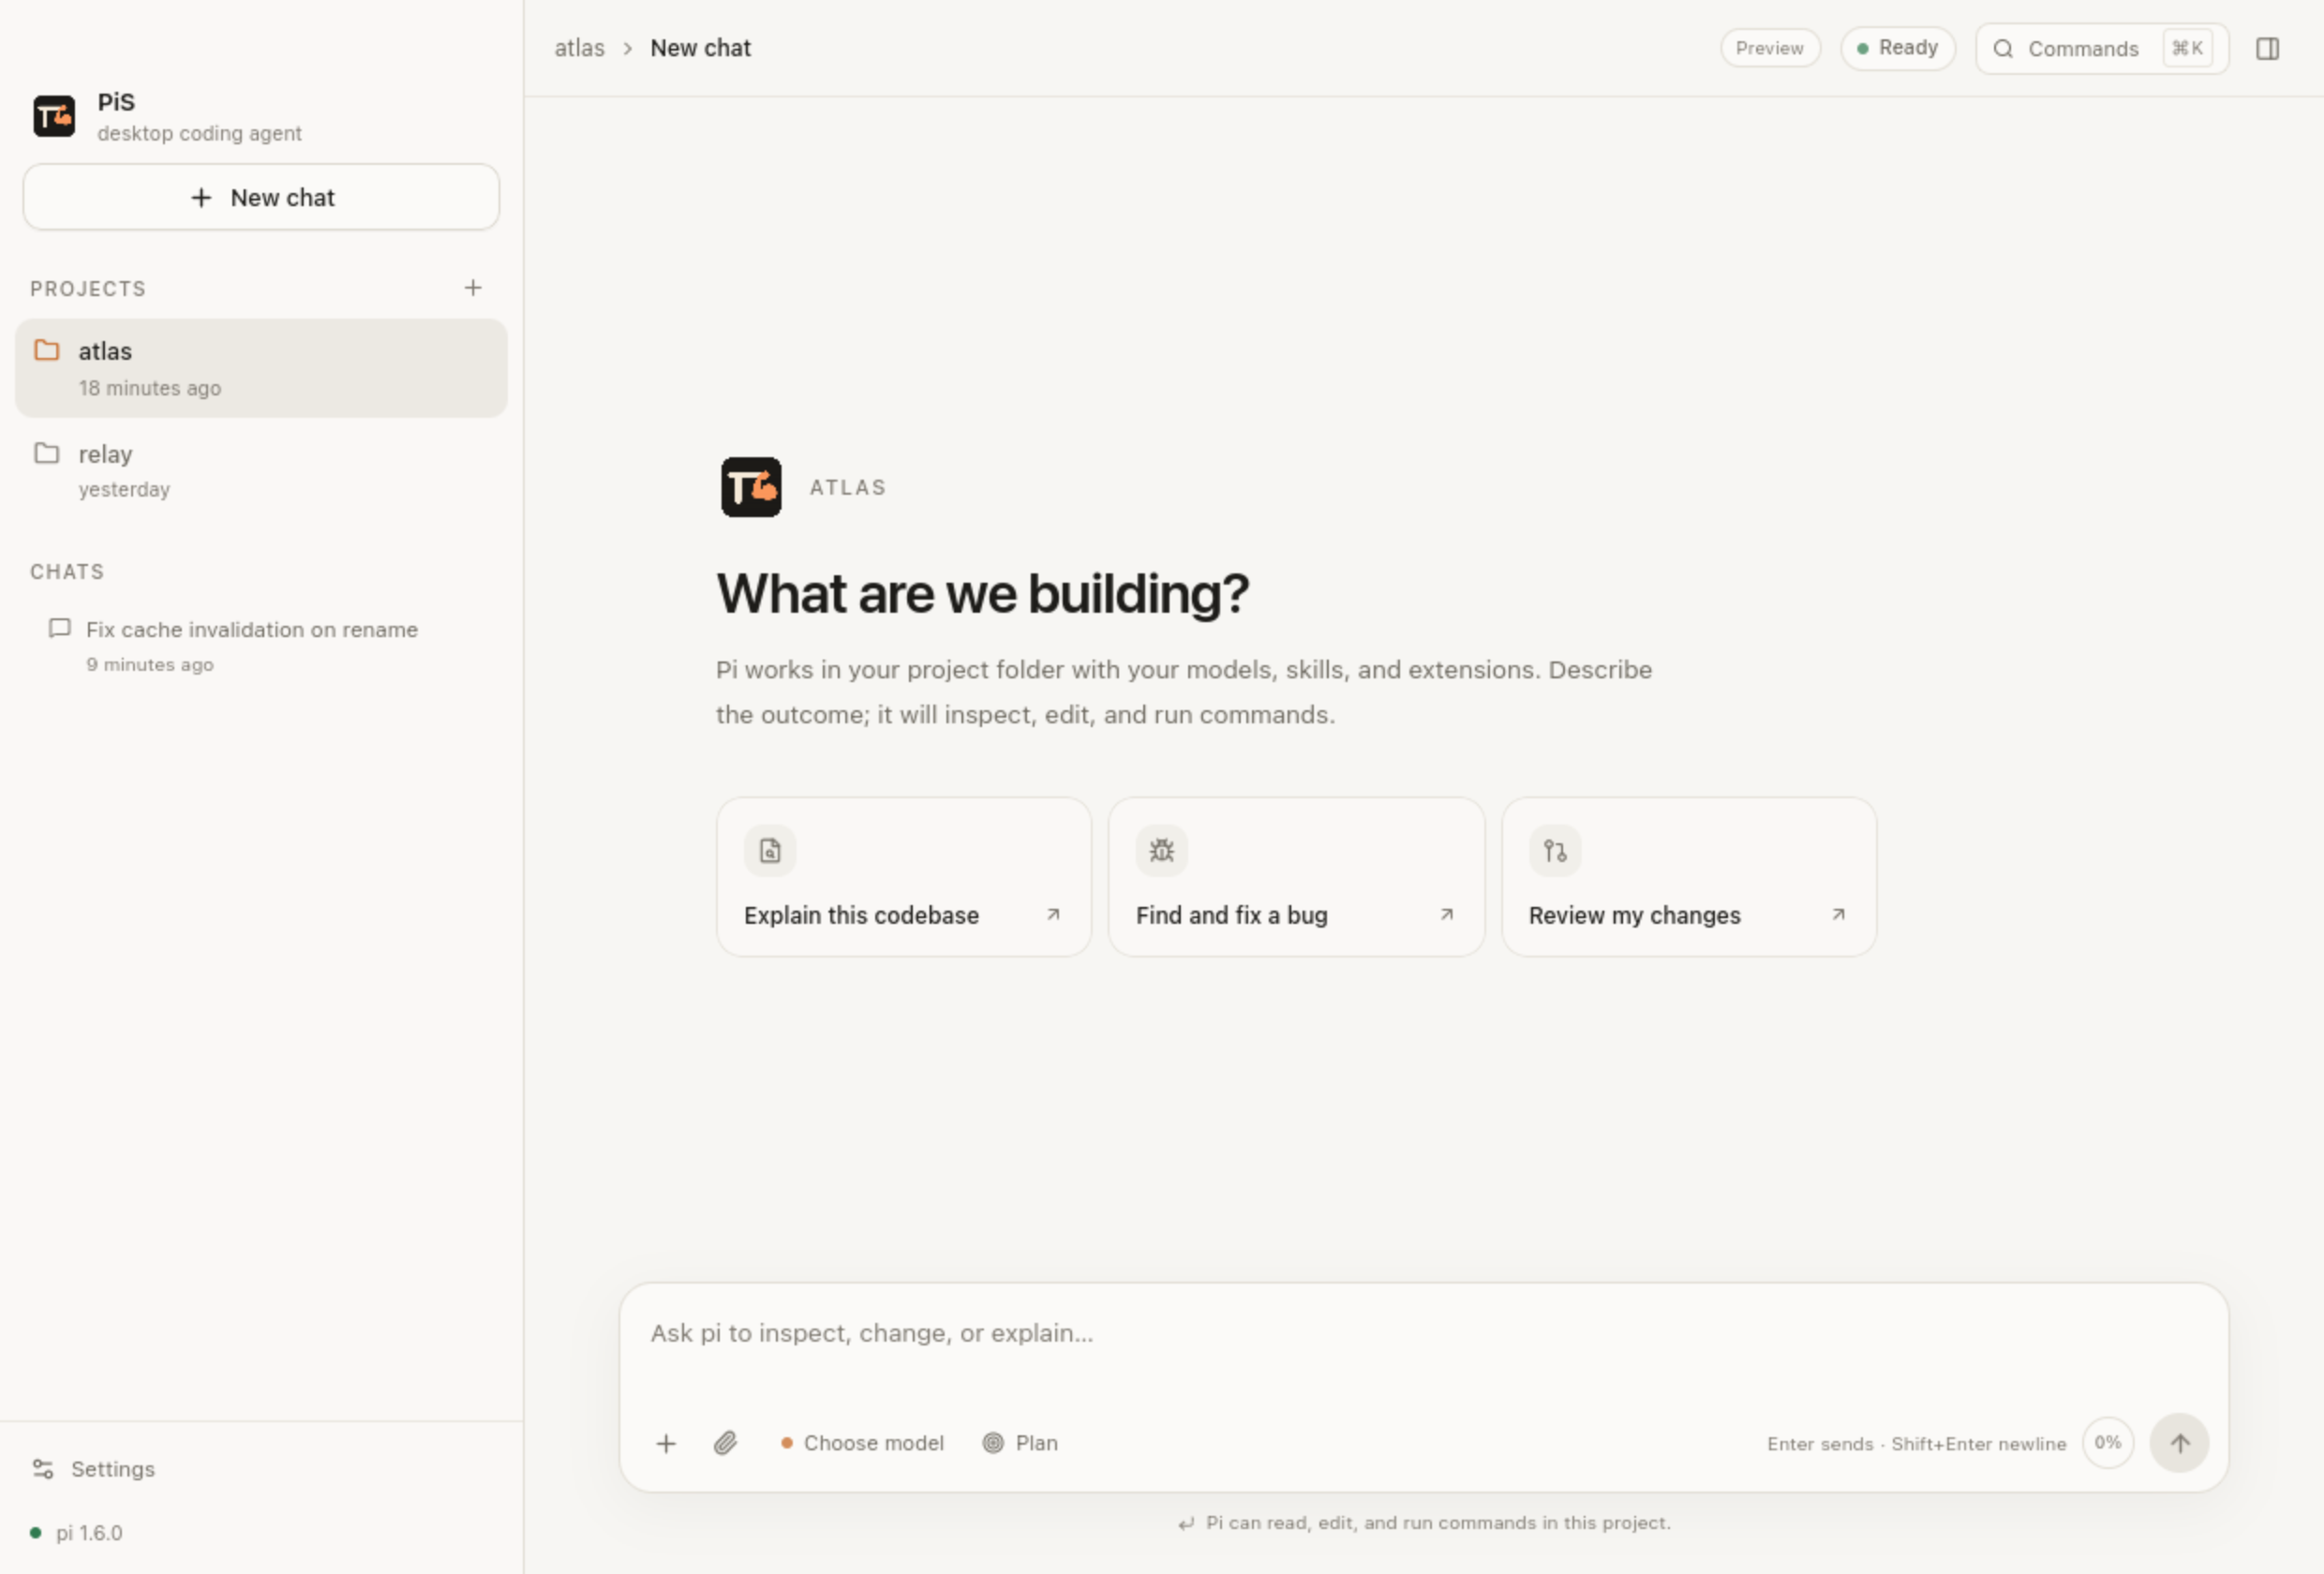 PiS
desktop coding agent
New chat
PROJECTS
atlas
18 minutes ago
relay
yesterday
CHATS
Fix cache invalidation on rename
9 minutes ago
Settings
pi 1.6.0
atlas › New chat
Preview
Ready
Commands ⌘K
ATLAS
What are we building?
Pi works in your project folder with your models, skills, and extensions. Describe
the outcome; it will inspect, edit, and run commands.
Explain this codebase
Find and fix a bug
Review my changes
Ask pi to inspect, change, or explain...
Choose model
Plan
Enter sends · Shift+Enter newline
0%
Pi can read, edit, and run commands in this project.